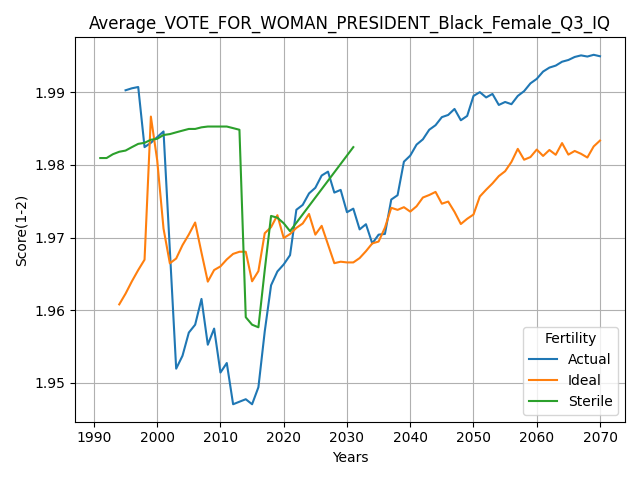 Average_VOTE_FOR_WOMAN_PRESIDENT_Black_Female_Q3_IQ
Score(1-2)
1.99
1.98
1.97
1.96
1.95
Fertility
Actual
Ideal
Sterile
1990 2000 2010 2020 2030 2040 2050 2060 2070
Years